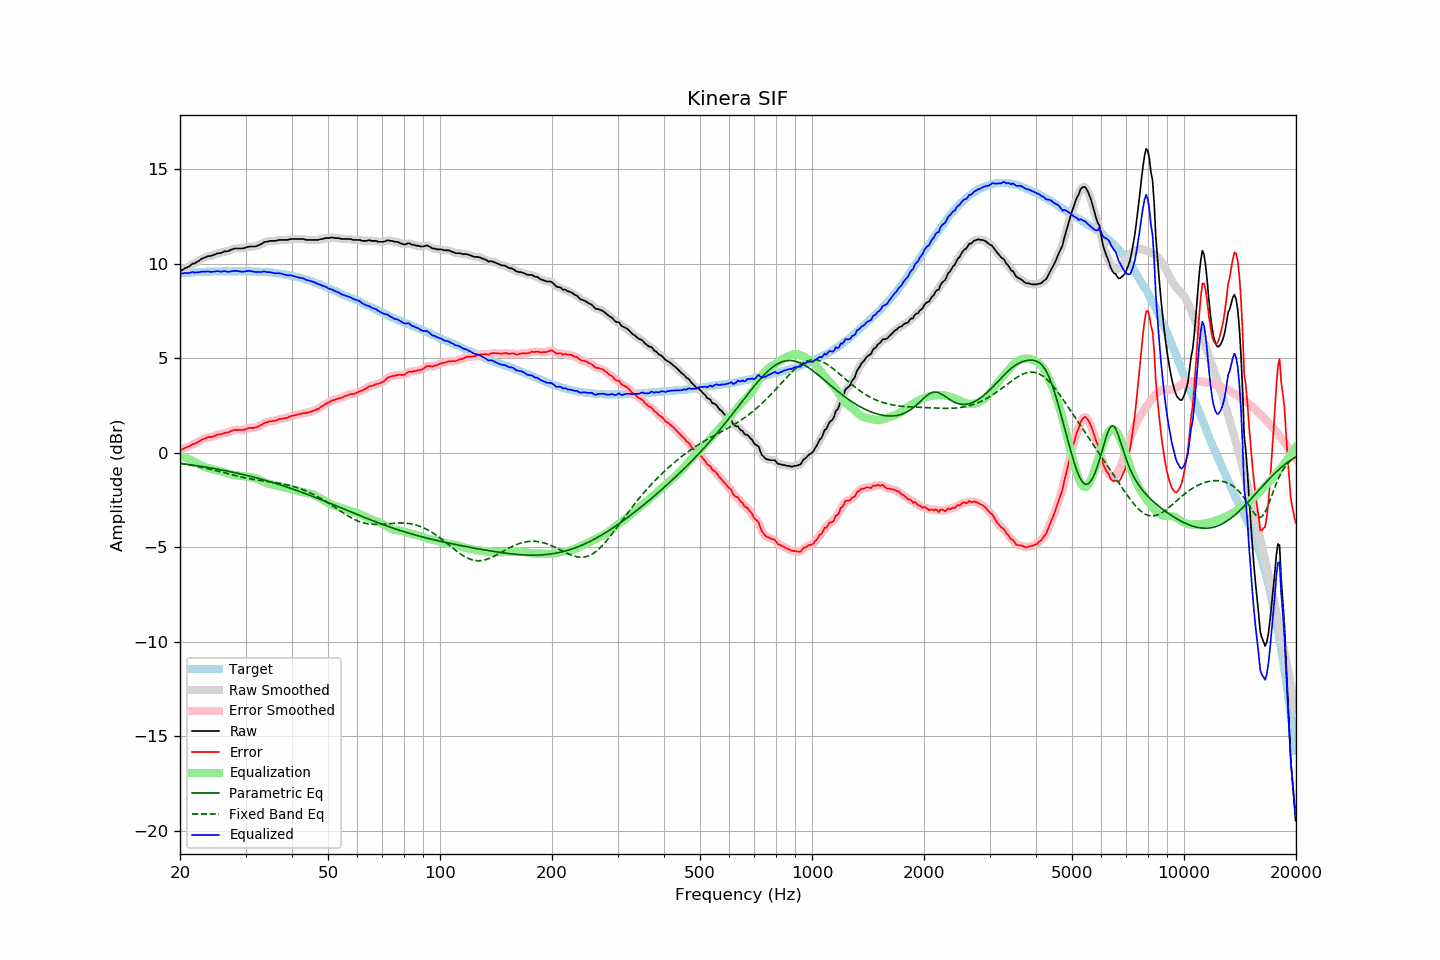 Kinera SIF
15
10
5
0
−5
−10
−15
−20
Amplitude (dBr)
Target
Raw Smoothed
Error Smoothed
Raw
Error
Equalization
Parametric Eq
Fixed Band Eq
Equalized
20 50 100 200 500 1000 2000 5000 10000 20000
Frequency (Hz)